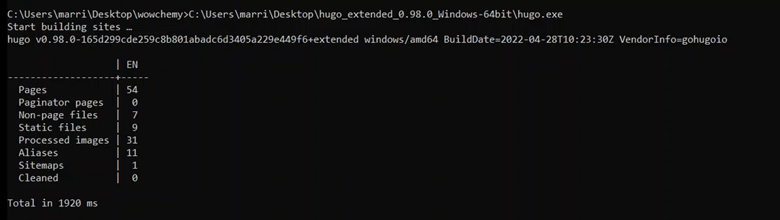 C:\Users\marri\Desktop\wowchemy>C:\Users\marri\Desktop\hugo_extended_0.98.0_Windows-64bit\hugo.exe
Start building sites …
hugo v0.98.0-165d299cde259c8b801abadc6d3405a229e449f6+extended windows/amd64 BuildDate=2022-04-28T10:23:30Z VendorInfo=gohugoio
                   | EN
-------------------+-----
  Pages            | 54
  Paginator pages  |  0
  Non-page files   |  7
  Static files     |  9
  Processed images | 31
  Aliases          | 11
  Sitemaps         |  1
  Cleaned          |  0
Total in 1920 ms